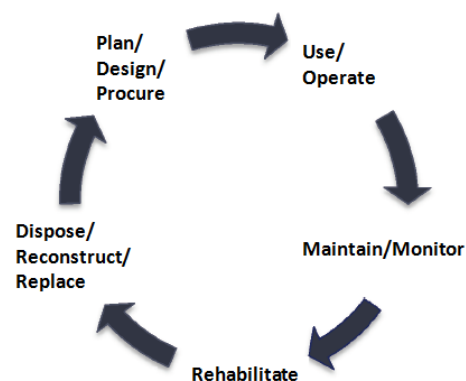 Plan/
Design/
Procure
Use/
Operate
Maintain/Monitor
Rehabilitate
Dispose/
Reconstruct/
Replace